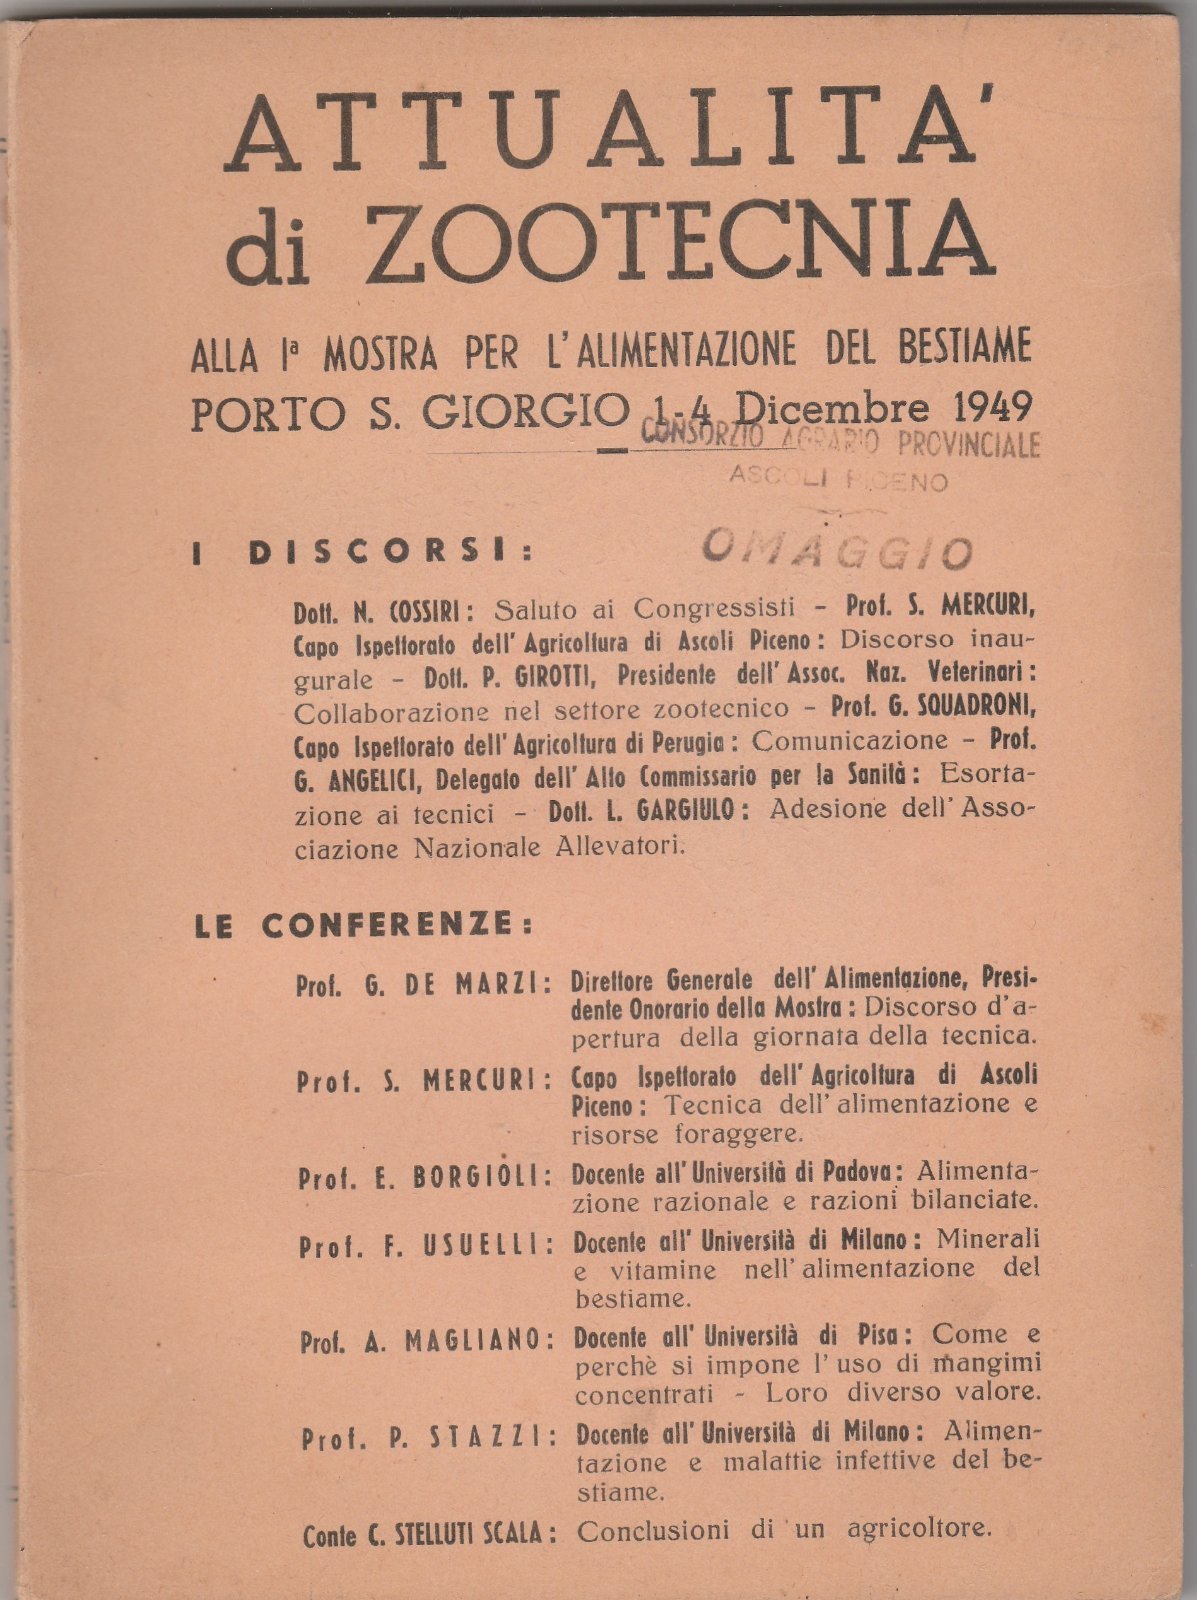 ATTUALITA'
di ZOOTECNIA
ALLA Iª MOSTRA PER L'ALIMENTAZIONE DEL BESTIAME
PORTO S. GIORGIO 1-4 Dicembre 1949
CONSORZIO AGRARIO PROVINCIALE
ASCOLI PICENO
OMAGGIO
I DISCORSI:
Dott. N. COSSIRI: Saluto ai Congressisti - Prof. S. MERCURI,
Capo Ispettorato dell'Agricoltura di Ascoli Piceno: Discorso inau-
gurale - Dott. P. GIROTTI, Presidente dell'Assoc. Naz. Veterinari:
Collaborazione nel settore zootecnico - Prof. G. SQUADRONI,
Capo Ispettorato dell'Agricoltura di Perugia: Comunicazione - Prof.
G. ANGELICI, Delegato dell'Alto Commissario per la Sanità: Esorta-
zione ai tecnici - Dott. L. GARGIULO: Adesione dell'Asso-
ciazione Nazionale Allevatori.
LE CONFERENZE:
Prof. G. DE MARZI: Direttore Generale dell'Alimentazione, Presi-
dente Onorario della Mostra: Discorso d'a-
pertura della giornata della tecnica.
Prof. S. MERCURI: Capo Ispettorato dell'Agricoltura di Ascoli
Piceno: Tecnica dell'alimentazione e
risorse foraggere.
Prof. E. BORGIOLI: Docente all'Università di Padova: Alimenta-
zione razionale e razioni bilanciate.
Prof. F. USUELLI: Docente all'Università di Milano: Minerali
e vitamine nell'alimentazione del
bestiame.
Prof. A. MAGLIANO: Docente all'Università di Pisa: Come e
perchè si impone l'uso di mangimi
concentrati - Loro diverso valore.
Prof. P. STAZZI: Docente all'Università di Milano: Alimen-
tazione e malattie infettive del be-
stiame.
Conte C. STELLUTI SCALA: Conclusioni di un agricoltore.